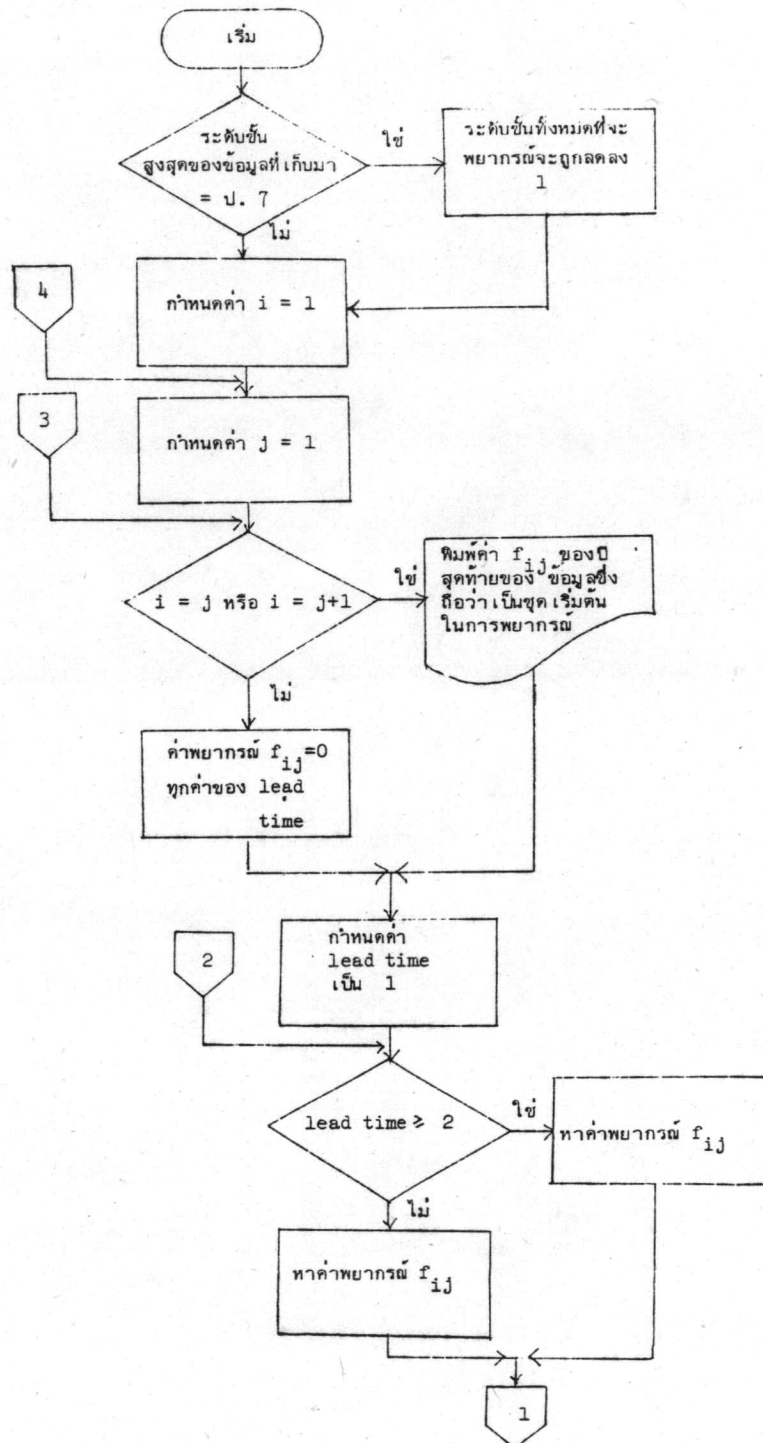 เริ่ม
ระดับชั้น
สูงสุดของข้อมูลที่เก็บมา
= ป. 7
ใช่
ระดับชั้นทั้งหมดที่จะ
พยากรณ์จะถูกลดลง
1
ไม่
4
กำหนดค่า i = 1
3
กำหนดค่า j = 1
i = j หรือ i = j+1
ใช่
พิมพ์ค่า f_ij ของปี
สุดท้ายของ ข้อมูลซึ่ง
ถือว่าเป็นชุดเริ่มต้น
ในการพยากรณ์
ไม่
ค่าพยากรณ์ f_ij=0
ทุกค่าของ lead
time
2
กำหนดค่า
lead time
เป็น 1
lead time ≥ 2
ใช่
หาค่าพยากรณ์ f_ij
ไม่
หาค่าพยากรณ์ f_ij
1